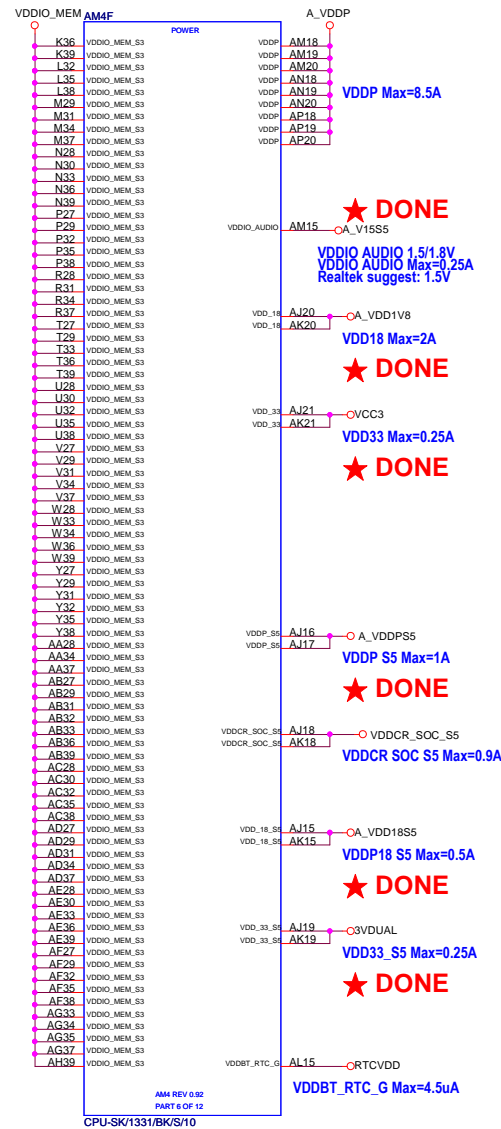 VDDIO_MEM AM4F A_VDDP
POWER
K36 VDDIO_MEM_S3 VDDP AM18
K39 VDDIO_MEM_S3 VDDP AM19
L32 VDDIO_MEM_S3 VDDP AM20
L35 VDDIO_MEM_S3 VDDP AN18
L38 VDDIO_MEM_S3 VDDP AN19 VDDP Max=8.5A
M29 VDDIO_MEM_S3 VDDP AN20
M31 VDDIO_MEM_S3 VDDP AP18
M34 VDDIO_MEM_S3 VDDP AP19
M37 VDDIO_MEM_S3 VDDP AP20
N28 VDDIO_MEM_S3
N30 VDDIO_MEM_S3
N33 VDDIO_MEM_S3
N36 VDDIO_MEM_S3
N39 VDDIO_MEM_S3
P27 VDDIO_MEM_S3 DONE
P29 VDDIO_MEM_S3 VDDIO_AUDIO AM15 A_V15S5
P32 VDDIO_MEM_S3
P35 VDDIO_MEM_S3 VDDIO AUDIO 1.5/1.8V
P38 VDDIO_MEM_S3 VDDIO AUDIO Max=0.25A
R28 VDDIO_MEM_S3 Realtek suggest: 1.5V
R31 VDDIO_MEM_S3
R34 VDDIO_MEM_S3
R37 VDDIO_MEM_S3 VDD_18 AJ20 A_VDD1V8
T27 VDDIO_MEM_S3 VDD_18 AK20
T29 VDDIO_MEM_S3 VDD18 Max=2A
T33 VDDIO_MEM_S3
T36 VDDIO_MEM_S3 DONE
T39 VDDIO_MEM_S3
U28 VDDIO_MEM_S3
U30 VDDIO_MEM_S3
U32 VDDIO_MEM_S3 VDD_33 AJ21 VCC3
U35 VDDIO_MEM_S3 VDD_33 AK21
U38 VDDIO_MEM_S3 VDD33 Max=0.25A
V27 VDDIO_MEM_S3
V29 VDDIO_MEM_S3
V31 VDDIO_MEM_S3 DONE
V34 VDDIO_MEM_S3
V37 VDDIO_MEM_S3
W28 VDDIO_MEM_S3
W33 VDDIO_MEM_S3
W34 VDDIO_MEM_S3
W36 VDDIO_MEM_S3
W39 VDDIO_MEM_S3
Y27 VDDIO_MEM_S3
Y29 VDDIO_MEM_S3
Y31 VDDIO_MEM_S3
Y32 VDDIO_MEM_S3
Y35 VDDIO_MEM_S3
Y38 VDDIO_MEM_S3 VDDP_S5 AJ16 A_VDDPS5
AA28 VDDIO_MEM_S3 VDDP_S5 AJ17
AA34 VDDIO_MEM_S3 VDDP S5 Max=1A
AA37 VDDIO_MEM_S3
AB27 VDDIO_MEM_S3
AB29 VDDIO_MEM_S3 DONE
AB31 VDDIO_MEM_S3
AB32 VDDIO_MEM_S3
AB33 VDDIO_MEM_S3 VDDCR_SOC_S5 AJ18 VDDCR_SOC_S5
AB36 VDDIO_MEM_S3 VDDCR_SOC_S5 AK18
AB39 VDDIO_MEM_S3 VDDCR SOC S5 Max=0.9A
AC28 VDDIO_MEM_S3
AC30 VDDIO_MEM_S3
AC32 VDDIO_MEM_S3
AC35 VDDIO_MEM_S3
AC38 VDDIO_MEM_S3
AD27 VDDIO_MEM_S3 VDD_18_S5 AJ15 A_VDD18S5
AD29 VDDIO_MEM_S3 VDD_18_S5 AK15
AD31 VDDIO_MEM_S3 VDDP18 S5 Max=0.5A
AD34 VDDIO_MEM_S3
AD37 VDDIO_MEM_S3
AE28 VDDIO_MEM_S3 DONE
AE30 VDDIO_MEM_S3
AE33 VDDIO_MEM_S3
AE36 VDDIO_MEM_S3 VDD_33_S5 AJ19 3VDUAL
AE39 VDDIO_MEM_S3 VDD_33_S5 AK19
AF27 VDDIO_MEM_S3 VDD33_S5 Max=0.25A
AF29 VDDIO_MEM_S3
AF32 VDDIO_MEM_S3
AF35 VDDIO_MEM_S3 DONE
AF38 VDDIO_MEM_S3
AG33 VDDIO_MEM_S3
AG34 VDDIO_MEM_S3
AG35 VDDIO_MEM_S3
AG37 VDDIO_MEM_S3
AH39 VDDIO_MEM_S3 VDDBT_RTC_G AL15 RTCVDD
VDDBT_RTC_G Max=4.5uA
AM4 REV 0.92
PART 6 OF 12
CPU-SK/1331/BK/S/10